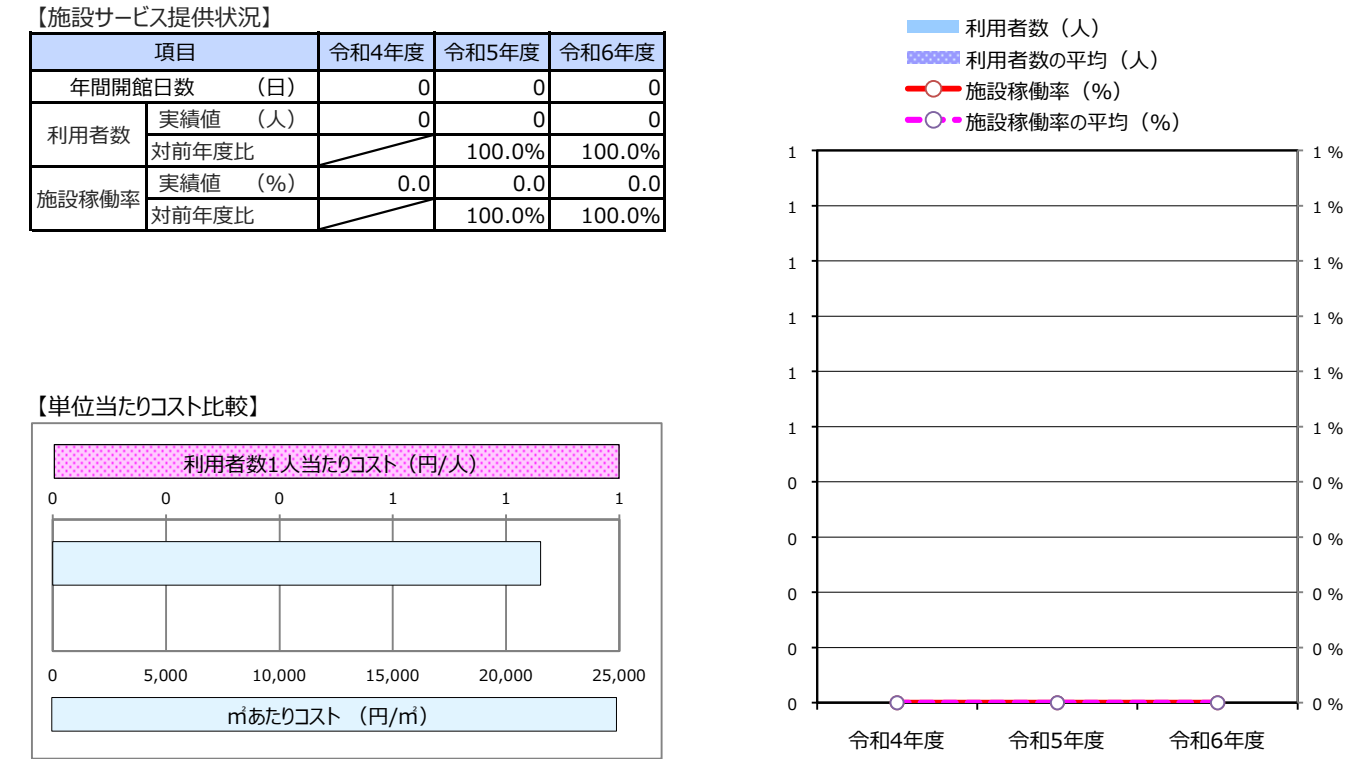 【施設サービス提供状況】
項目 令和4年度 令和5年度 令和6年度
年間開館日数 （日） 0 0 0
利用者数 実績値 （人） 0 0 0
対前年度比 100.0% 100.0%
施設稼働率 実績値 （%） 0.0 0.0 0.0
対前年度比 100.0% 100.0%
【単位当たりコスト比較】
利用者数1人当たりコスト（円/人）
0 0 0 1 1 1
0 5,000 10,000 15,000 20,000 25,000
㎡あたりコスト （円/㎡）
利用者数（人）
利用者数の平均（人）
施設稼働率（%）
施設稼働率の平均（%）
1 1 %
1 1 %
1 1 %
1 1 %
1 1 %
1 1 %
0 0 %
0 0 %
0 0 %
0 0 %
0 0 %
令和4年度 令和5年度 令和6年度